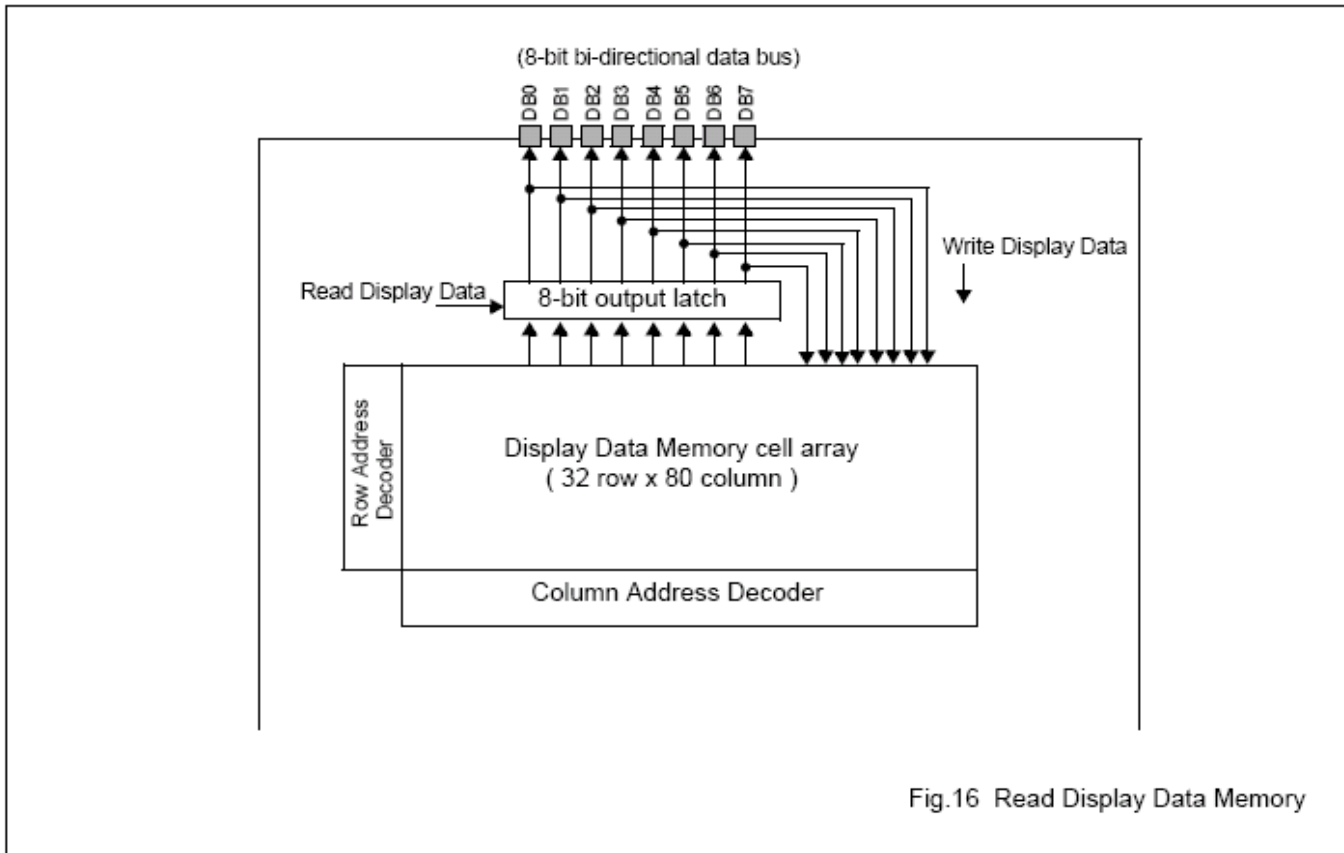 (8-bit bi-directional data bus)
DB0
DB1
DB2
DB3
DB4
DB5
DB6
DB7
Write Display Data
Read Display Data
8-bit output latch
Row Address
Decoder
Display Data Memory cell array
( 32 row x 80 column )
Column Address Decoder
Fig.16 Read Display Data Memory